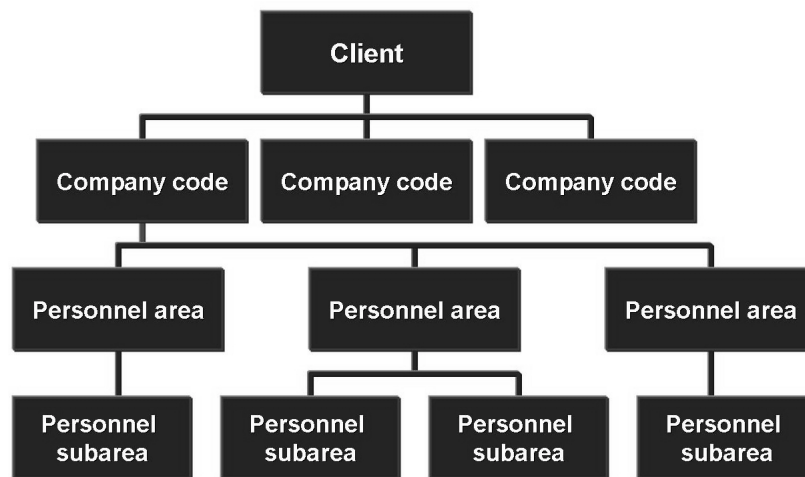 Client
Company code
Company code
Company code
Personnel area
Personnel area
Personnel area
Personnel
subarea
Personnel
subarea
Personnel
subarea
Personnel
subarea